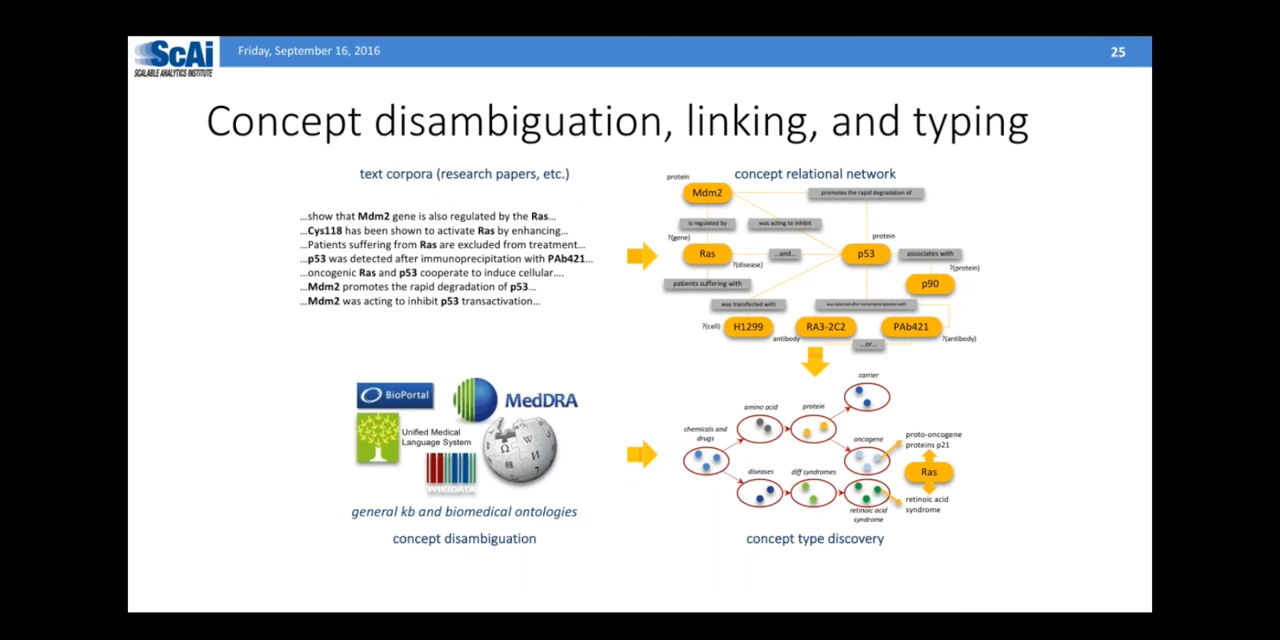 ScAi
SCALABLE ANALYTICS INSTITUTE
Friday, September 16, 2016
25
Concept disambiguation, linking, and typing
text corpora (research papers, etc.)
...show that Mdm2 gene is also regulated by the Ras...
...Cys118 has been shown to activate Ras by enhancing...
...Patients suffering from Ras are excluded from treatment...
...p53 was detected after immunoprecipitation with PAb421...
...oncogenic Ras and p53 cooperate to induce cellular....
...Mdm2 promotes the rapid degradation of p53...
...Mdm2 was acting to inhibit p53 transactivation...
concept relational network
protein
Mdm2
promotes the rapid degradation of
is regulated by
was acting to inhibit
?(gene)
protein
Ras
...and...
p53
associates with
?(disease)
?(protein)
patients suffering with
p90
was transfected with
was detected after immunoprecipitation with
?(cell)
H1299
RA3-2C2
PAb421
antibody
...or...
?(antibody)
BioPortal
MedDRA
Unified Medical
Language System
Ω
W
И
WIKIDATA
general kb and biomedical ontologies
concept disambiguation
carrier
amino acid
protein
chemicals and
drugs
oncogene
proto-oncogene
proteins p21
Ras
diseases
diff syndromes
retinoic acid
syndrome
retinoic acid
syndrome
concept type discovery